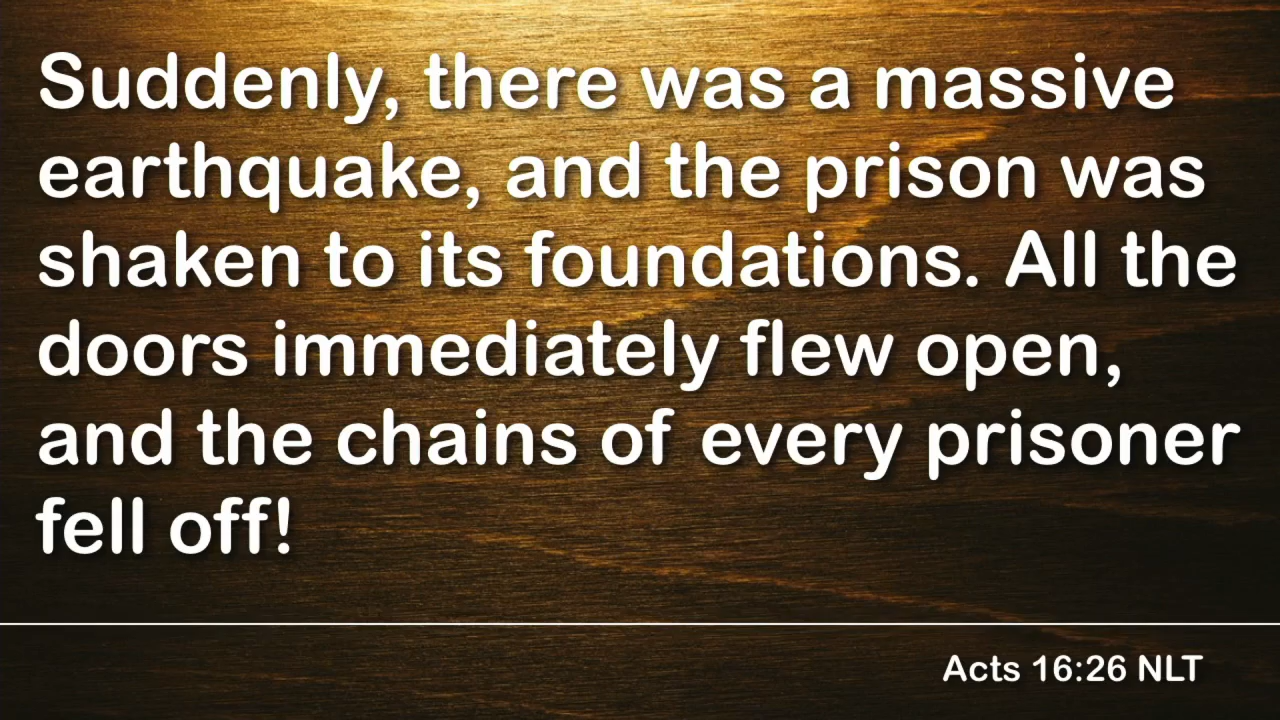 Suddenly, there was a massive
earthquake, and the prison was
shaken to its foundations. All the
doors immediately flew open,
and the chains of every prisoner
fell off!
Acts 16:26 NLT